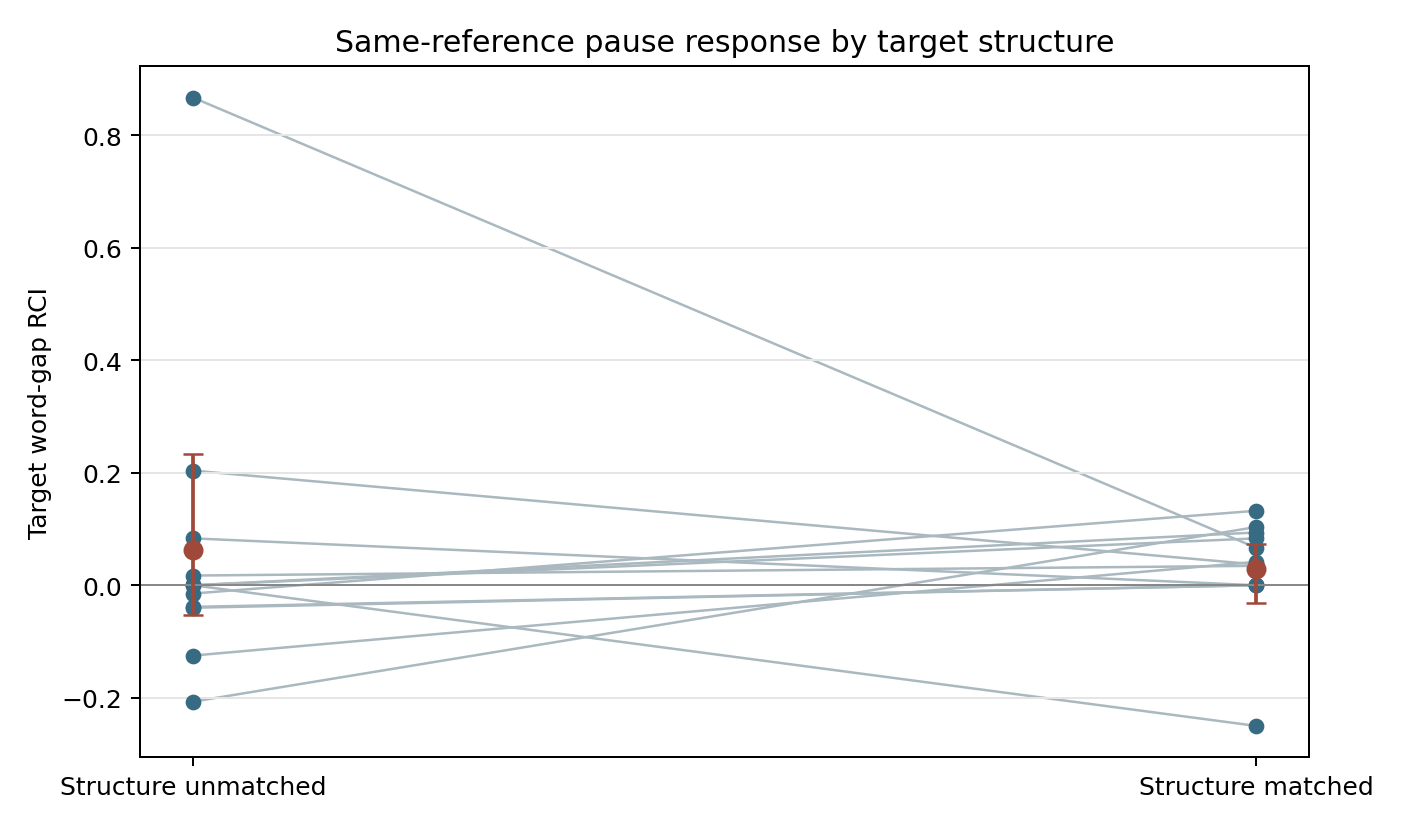 Same-reference pause response by target structure
Target word-gap RCI
0.8
0.6
0.4
0.2
0.0
−0.2
Structure unmatched
Structure matched